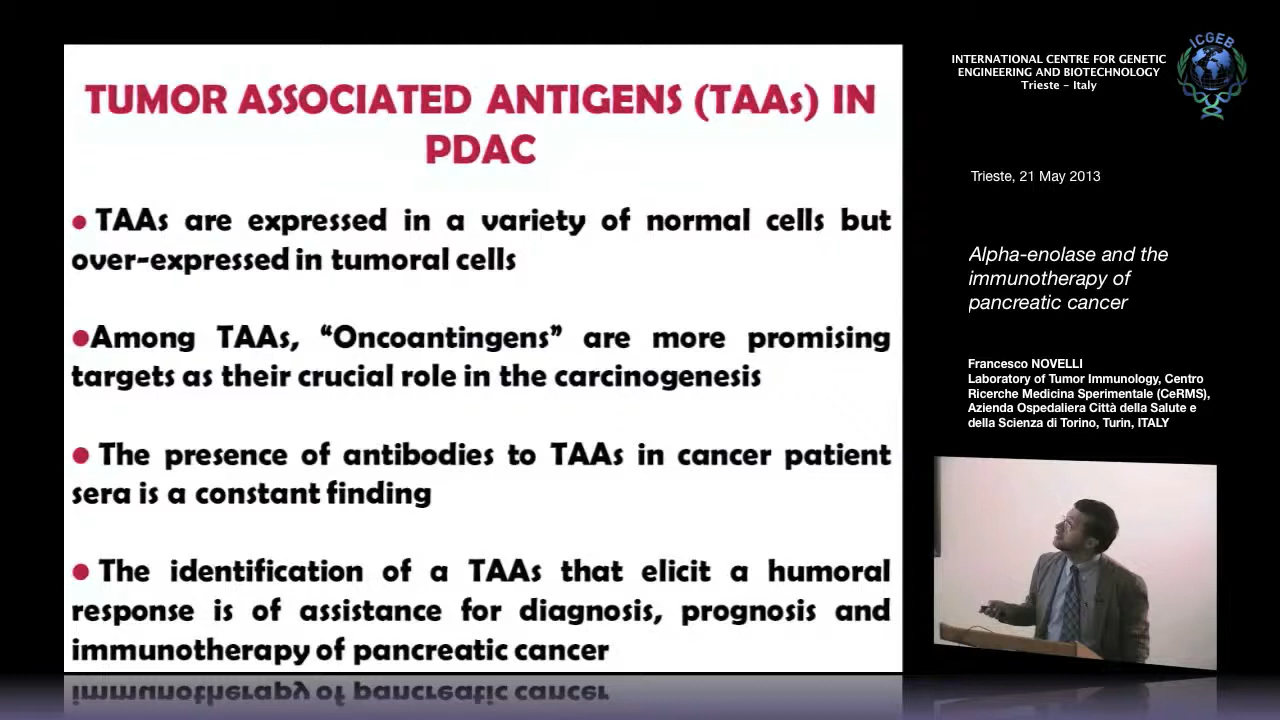 TUMOR ASSOCIATED ANTIGENS (TAAs) IN
PDAC
• TAAs are expressed in a variety of normal cells but
over-expressed in tumoral cells
•Among TAAs, “Oncoantingens” are more promising
targets as their crucial role in the carcinogenesis
• The presence of antibodies to TAAs in cancer patient
sera is a constant finding
• The identification of a TAAs that elicit a humoral
response is of assistance for diagnosis, prognosis and
immunotherapy of pancreatic cancer
INTERNATIONAL CENTRE FOR GENETIC
ENGINEERING AND BIOTECHNOLOGY
Trieste - Italy
ICGEB
Trieste, 21 May 2013
Alpha-enolase and the
immunotherapy of
pancreatic cancer
Francesco NOVELLI
Laboratory of Tumor Immunology, Centro
Ricerche Medicina Sperimentale (CeRMS),
Azienda Ospedaliera Città della Salute e
della Scienza di Torino, Turin, ITALY